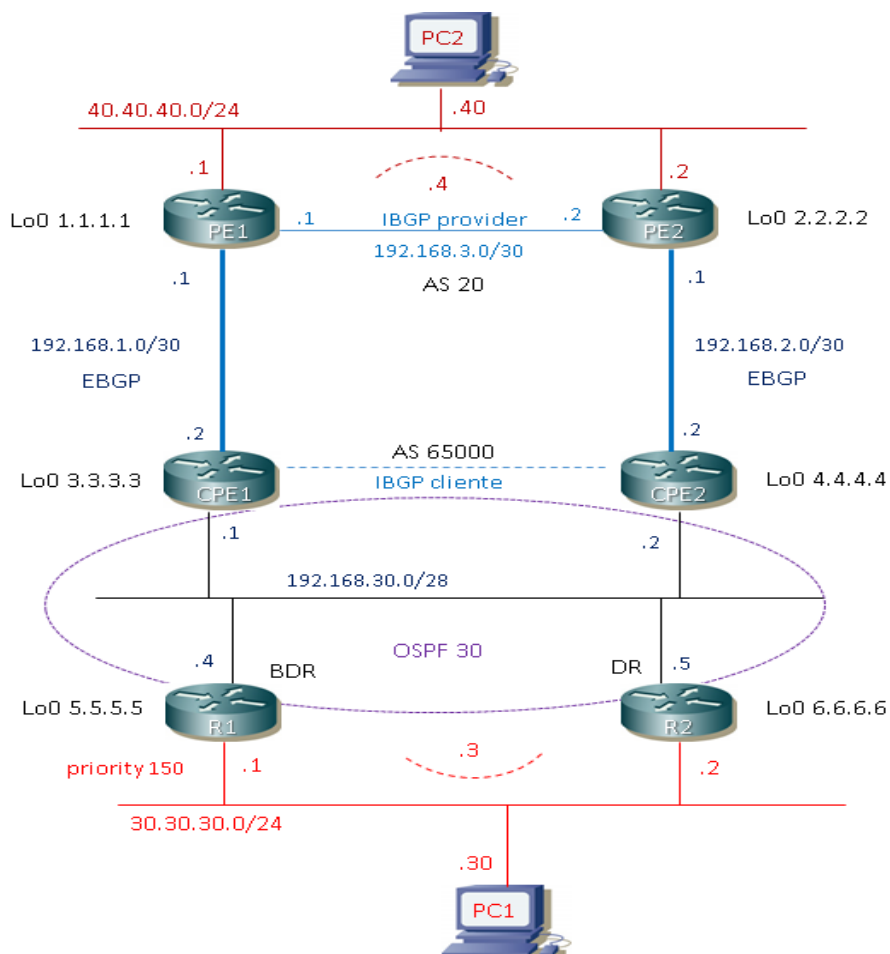 PC2
40.40.40.0/24
.40
.1
.4
.2
Lo0 1.1.1.1
PE1
.1
IBGP provider
.2
PE2
Lo0 2.2.2.2
192.168.3.0/30
.1
AS 20
.1
192.168.1.0/30
192.168.2.0/30
EBGP
EBGP
.2
.2
AS 65000
Lo0 3.3.3.3
CPE1
IBGP cliente
CPE2
Lo0 4.4.4.4
.1
.2
192.168.30.0/28
OSPF 30
.4
BDR
DR
.5
Lo0 5.5.5.5
R1
R2
Lo0 6.6.6.6
priority 150
.1
.3
.2
30.30.30.0/24
.30
PC1